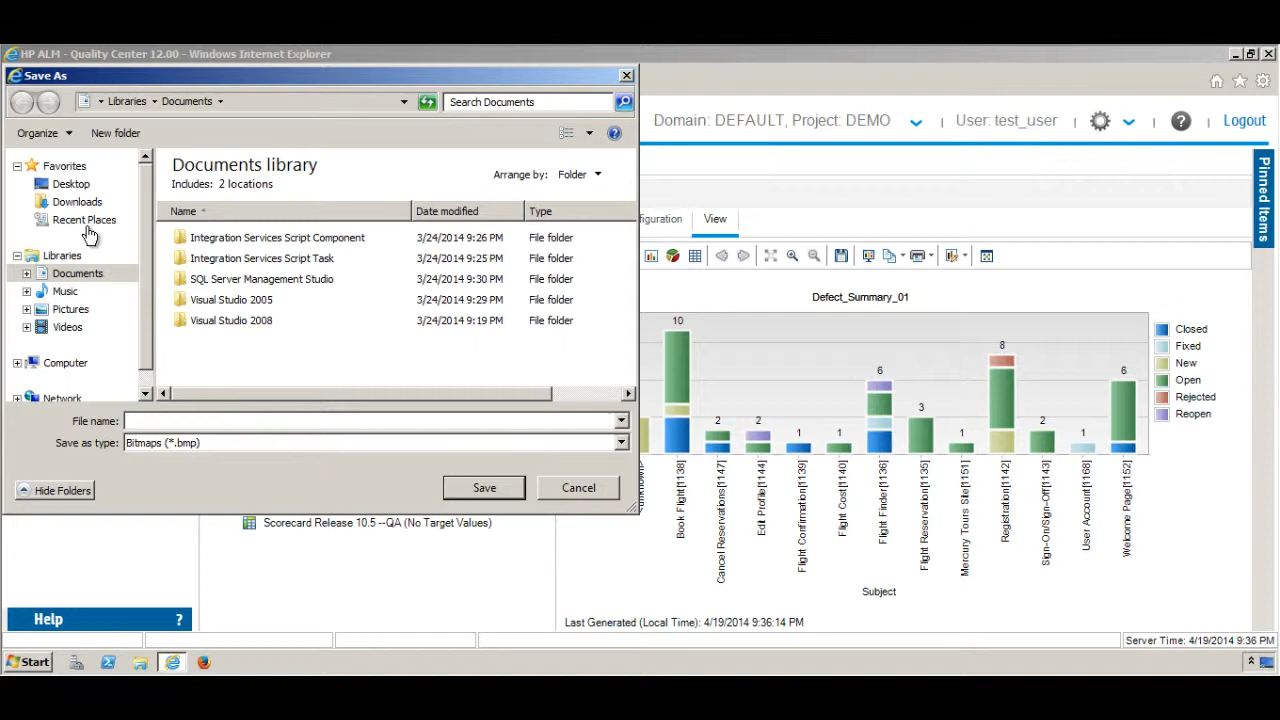 HP ALM - Quality Center 12.00 - Windows Internet Explorer
Save As
Libraries
Documents
Search Documents
Organize
New folder
Favorites
Desktop
Downloads
Recent Places
Libraries
Documents
Music
Pictures
Videos
Computer
Network
Documents library
Includes: 2 locations
Arrange by: Folder
Name Date modified Type
Integration Services Script Component 3/24/2014 9:26 PM File folder
Integration Services Script Task 3/24/2014 9:25 PM File folder
SQL Server Management Studio 3/24/2014 9:30 PM File folder
Visual Studio 2005 3/24/2014 9:29 PM File folder
Visual Studio 2008 3/24/2014 9:19 PM File folder
File name:
Save as type: Bitmaps (*.bmp)
Hide Folders
Save
Cancel
Domain: DEFAULT, Project: DEMO
User: test_user
?
Logout
Pinned Items
figuration
View
Defect_Summary_01
10
2
2
1
1
6
3
1
8
2
1
6
Closed
Fixed
New
Open
Rejected
Reopen
Book Flight[1138]
Cancel Reservations[1147]
Edit Profile[1144]
Flight Confirmation[1139]
Flight Cost[1140]
Flight Finder[1136]
Flight Reservation[1135]
Mercury Tours Site[1151]
Registration[1142]
Sign-On/Sign-Off[1143]
User Account[1168]
Welcome Page[1152]
Subject
Scorecard Release 10.5 --QA (No Target Values)
Last Generated (Local Time): 4/19/2014 9:36:14 PM
Help ?
Server Time: 4/19/2014 9:36 PM
Start